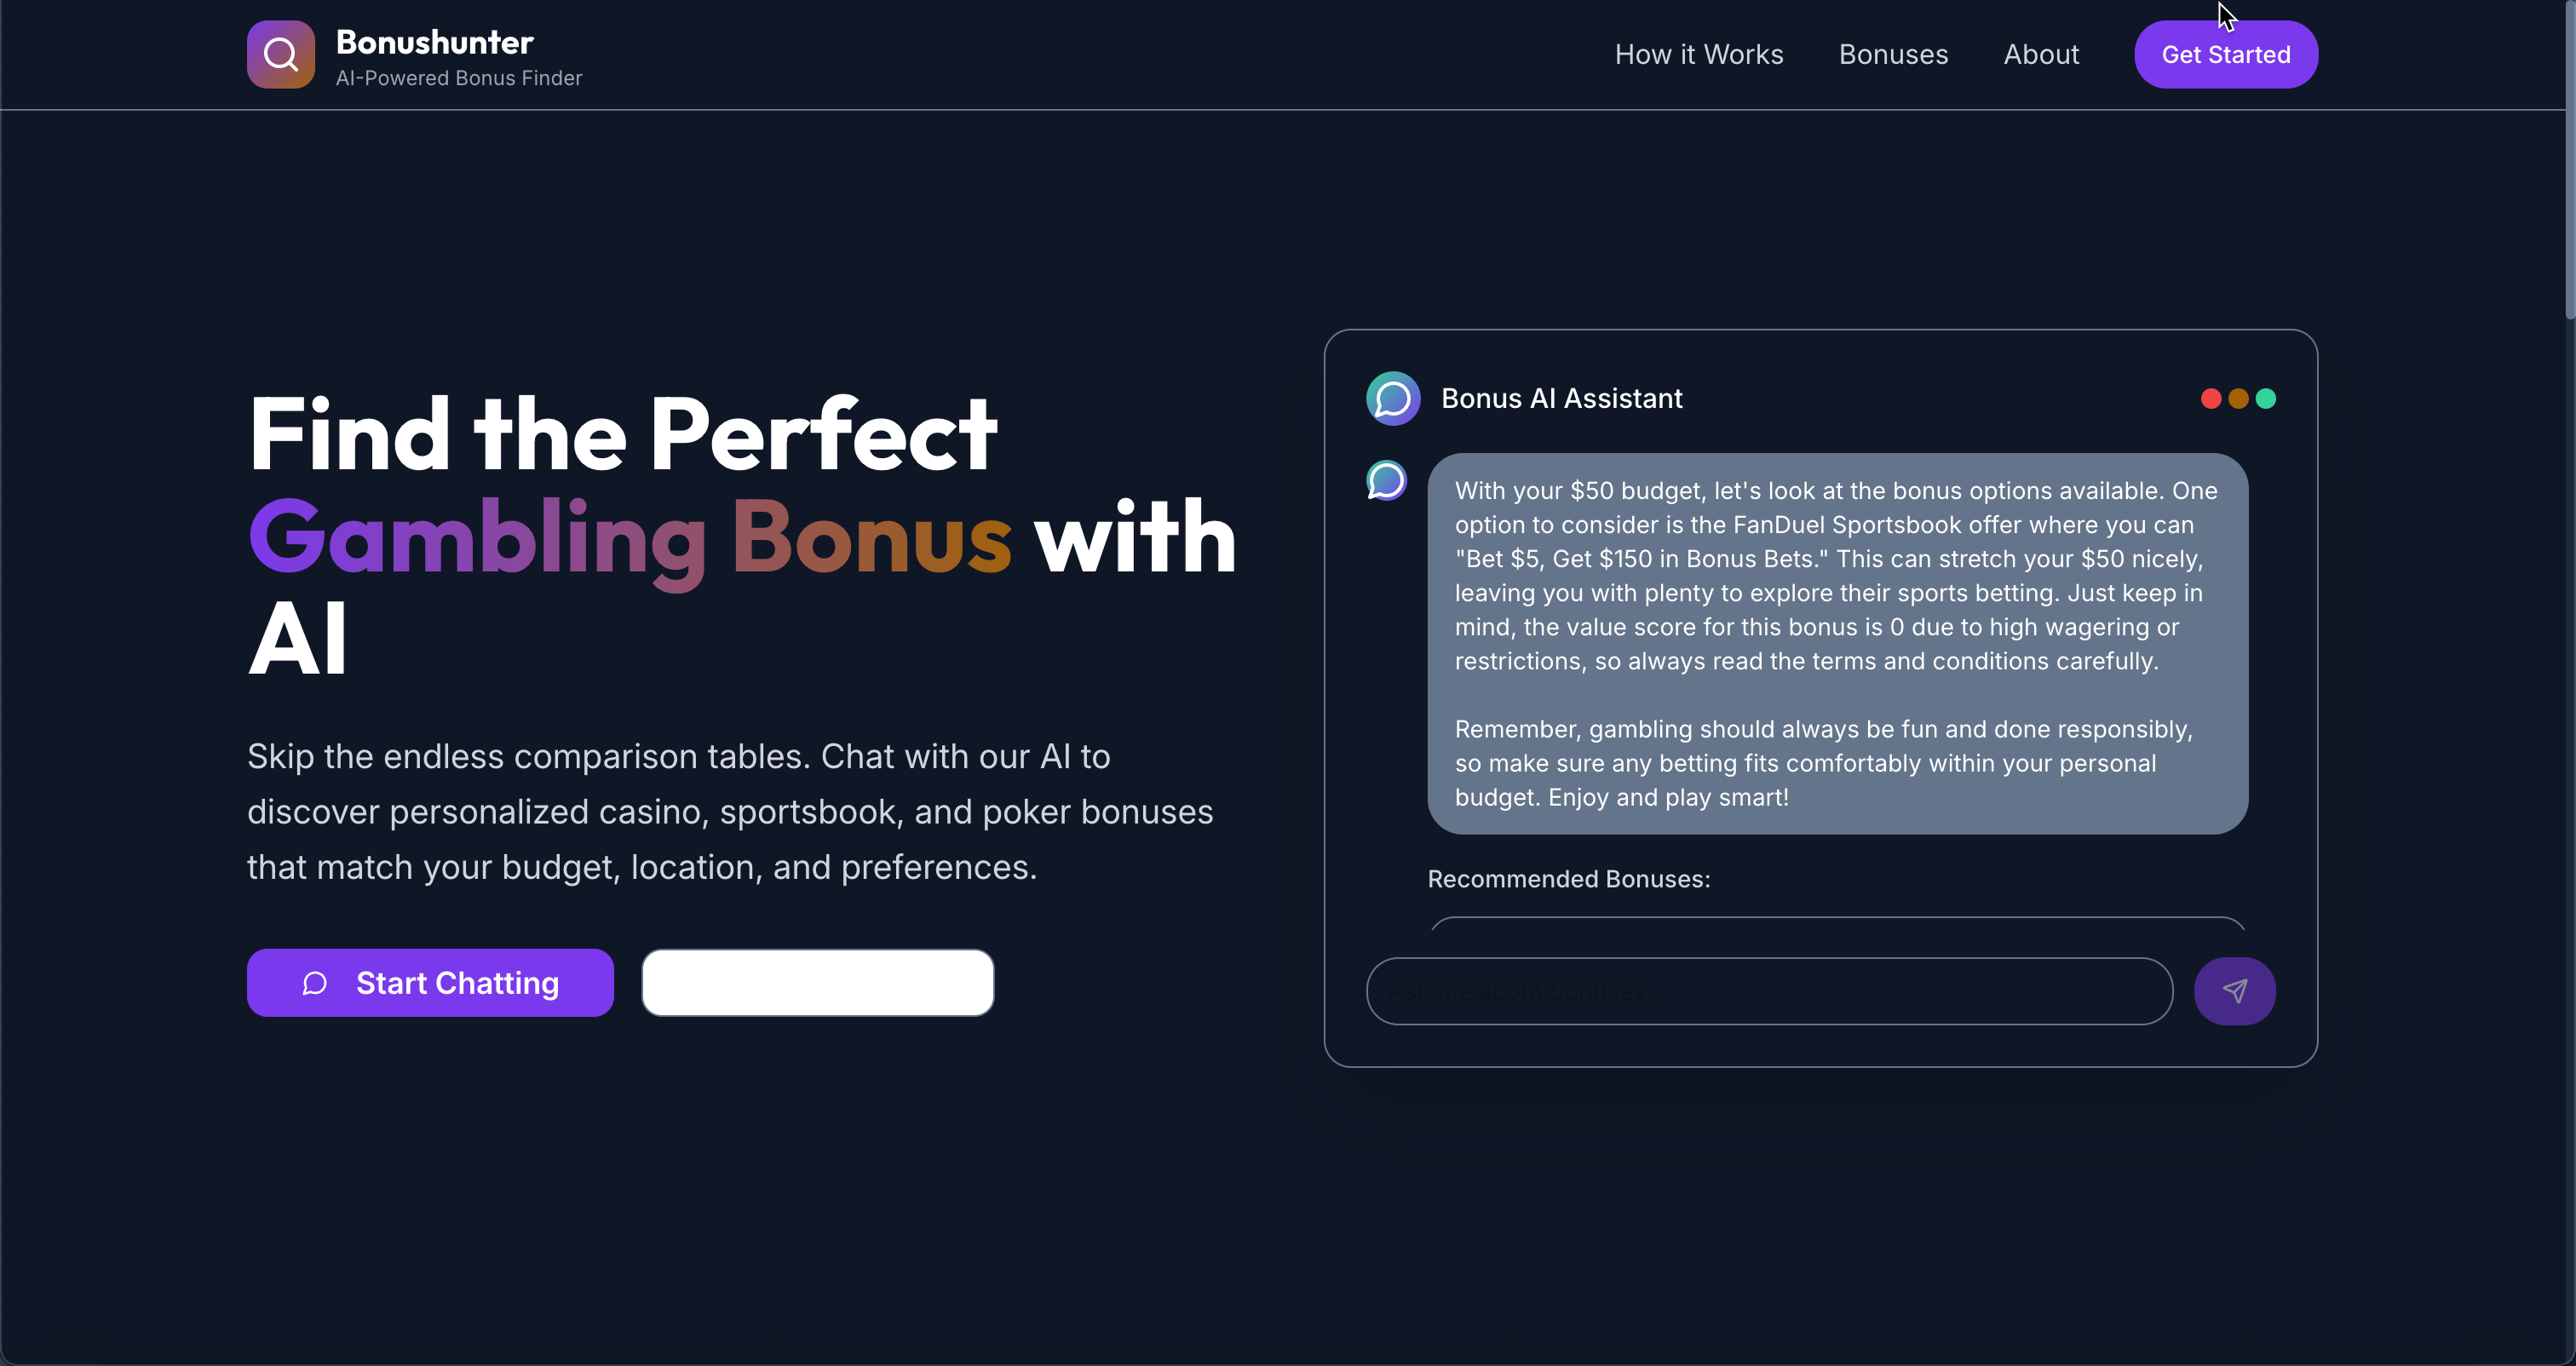 Bonushunter
AI-Powered Bonus Finder
How it Works
Bonuses
About
Get Started
Find the Perfect
Gambling Bonus with
AI
Skip the endless comparison tables. Chat with our AI to
discover personalized casino, sportsbook, and poker bonuses
that match your budget, location, and preferences.
Start Chatting
Bonus AI Assistant
With your $50 budget, let's look at the bonus options available. One
option to consider is the FanDuel Sportsbook offer where you can
"Bet $5, Get $150 in Bonus Bets." This can stretch your $50 nicely,
leaving you with plenty to explore their sports betting. Just keep in
mind, the value score for this bonus is 0 due to high wagering or
restrictions, so always read the terms and conditions carefully.
Remember, gambling should always be fun and done responsibly,
so make sure any betting fits comfortably within your personal
budget. Enjoy and play smart!
Recommended Bonuses:
Ask me about bonuses...